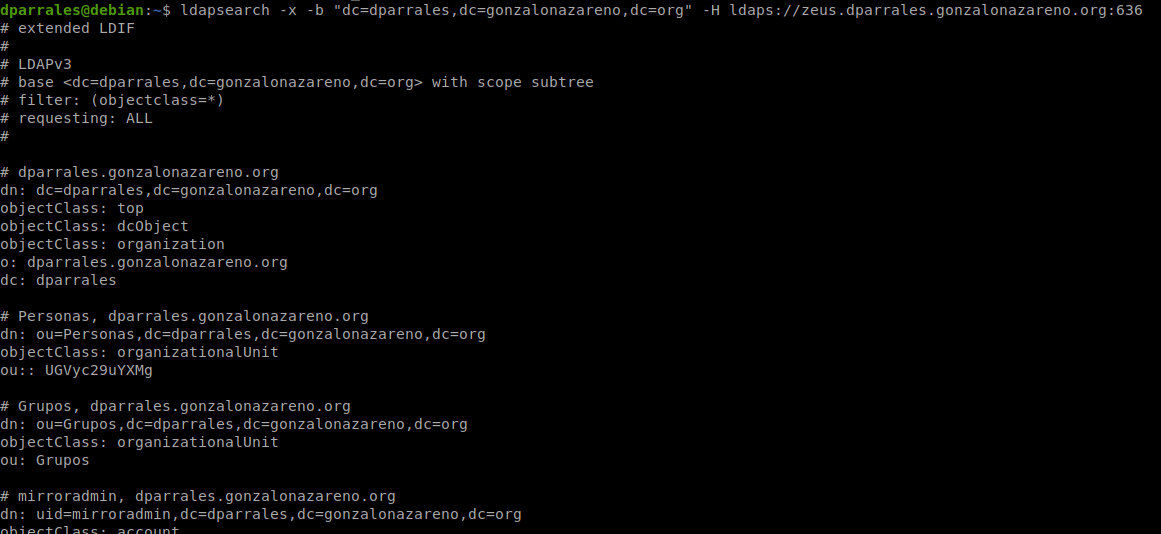 dparrales@debian:~$ ldapsearch -x -b "dc=dparrales,dc=gonzalonazareno,dc=org" -H ldaps://zeus.dparrales.gonzalonazareno.org:636
# extended LDIF
#
# LDAPv3
# base <dc=dparrales,dc=gonzalonazareno,dc=org> with scope subtree
# filter: (objectclass=*)
# requesting: ALL
#
# dparrales.gonzalonazareno.org
dn: dc=dparrales,dc=gonzalonazareno,dc=org
objectClass: top
objectClass: dcObject
objectClass: organization
o: dparrales.gonzalonazareno.org
dc: dparrales
# Personas, dparrales.gonzalonazareno.org
dn: ou=Personas,dc=dparrales,dc=gonzalonazareno,dc=org
objectClass: organizationalUnit
ou:: UGVyc29uYXMg
# Grupos, dparrales.gonzalonazareno.org
dn: ou=Grupos,dc=dparrales,dc=gonzalonazareno,dc=org
objectClass: organizationalUnit
ou: Grupos
# mirroradmin, dparrales.gonzalonazareno.org
dn: uid=mirroradmin,dc=dparrales,dc=gonzalonazareno,dc=org
objectClass: account